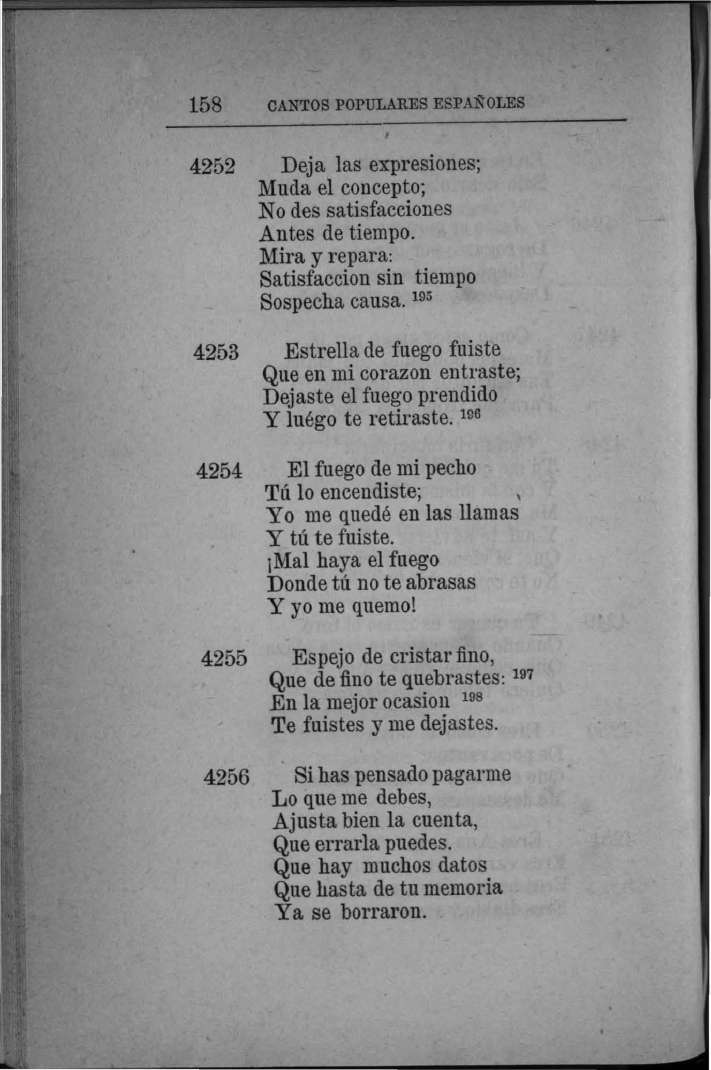 158 CANTOS POPULARES ESPAÑOLES
4252 Deja las expresiones;
Muda el concepto;
No des satisfacciones
Antes de tiempo.
Mira y repara:
Satisfaccion sin tiempo
Sospecha causa. 195
4253 Estrella de fuego fuiste
Que en mi corazon entraste;
Dejaste el fuego prendido
Y luégo te retiraste. 196
4254 El fuego de mi pecho
Tú lo encendiste;
Yo me quedé en las llamas
Y tú te fuiste.
¡Mal haya el fuego
Donde tú no te abrasas
Y yo me quemo!
4255 Espejo de cristar fino,
Que de fino te quebrastes: 197
En la mejor ocasion 198
Te fuistes y me dejastes.
4256 Si has pensado pagarme
Lo que me debes,
Ajusta bien la cuenta,
Que errarla puedes.
Que hay muchos datos
Que hasta de tu memoria
Ya se borraron.